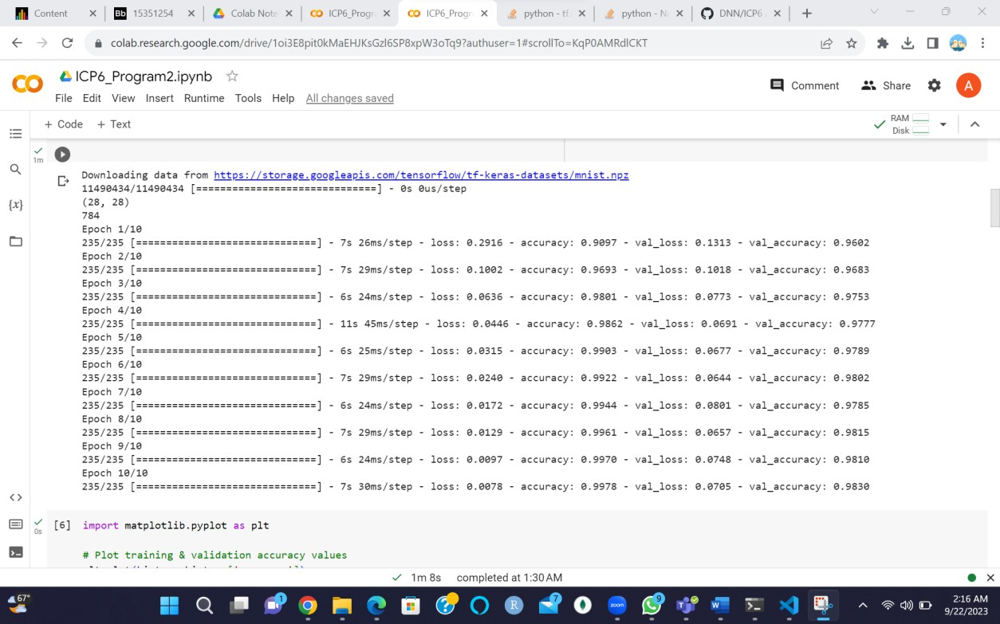 Content
15351254
Colab Note
ICP6_Progr
ICP6_Progr
python - tf.
python - N
DNN/ICP6
colab.research.google.com/drive/1oi3E8pit0kMaEHJKsGzl6SP8xpW3oTq9?authuser=1#scrollTo=KqP0AMRdlCKT
ICP6_Program2.ipynb
File Edit View Insert Runtime Tools Help All changes saved
Comment
Share
A
+ Code + Text
RAM
Disk
1m
Downloading data from https://storage.googleapis.com/tensorflow/tf-keras-datasets/mnist.npz
11490434/11490434 [==============================] - 0s 0us/step
(28, 28)
784
Epoch 1/10
235/235 [==============================] - 7s 26ms/step - loss: 0.2916 - accuracy: 0.9097 - val_loss: 0.1313 - val_accuracy: 0.9602
Epoch 2/10
235/235 [==============================] - 7s 29ms/step - loss: 0.1002 - accuracy: 0.9693 - val_loss: 0.1018 - val_accuracy: 0.9683
Epoch 3/10
235/235 [==============================] - 6s 24ms/step - loss: 0.0636 - accuracy: 0.9801 - val_loss: 0.0773 - val_accuracy: 0.9753
Epoch 4/10
235/235 [==============================] - 11s 45ms/step - loss: 0.0446 - accuracy: 0.9862 - val_loss: 0.0691 - val_accuracy: 0.9777
Epoch 5/10
235/235 [==============================] - 6s 25ms/step - loss: 0.0315 - accuracy: 0.9903 - val_loss: 0.0677 - val_accuracy: 0.9789
Epoch 6/10
235/235 [==============================] - 7s 29ms/step - loss: 0.0240 - accuracy: 0.9922 - val_loss: 0.0644 - val_accuracy: 0.9802
Epoch 7/10
235/235 [==============================] - 6s 24ms/step - loss: 0.0172 - accuracy: 0.9944 - val_loss: 0.0801 - val_accuracy: 0.9785
Epoch 8/10
235/235 [==============================] - 7s 29ms/step - loss: 0.0129 - accuracy: 0.9961 - val_loss: 0.0657 - val_accuracy: 0.9815
Epoch 9/10
235/235 [==============================] - 6s 24ms/step - loss: 0.0097 - accuracy: 0.9970 - val_loss: 0.0748 - val_accuracy: 0.9810
Epoch 10/10
235/235 [==============================] - 7s 30ms/step - loss: 0.0078 - accuracy: 0.9978 - val_loss: 0.0705 - val_accuracy: 0.9830
0s
[6] import matplotlib.pyplot as plt
# Plot training & validation accuracy values
1m 8s completed at 1:30 AM
67°
1
7
zoom
9
2:16 AM
9/22/2023